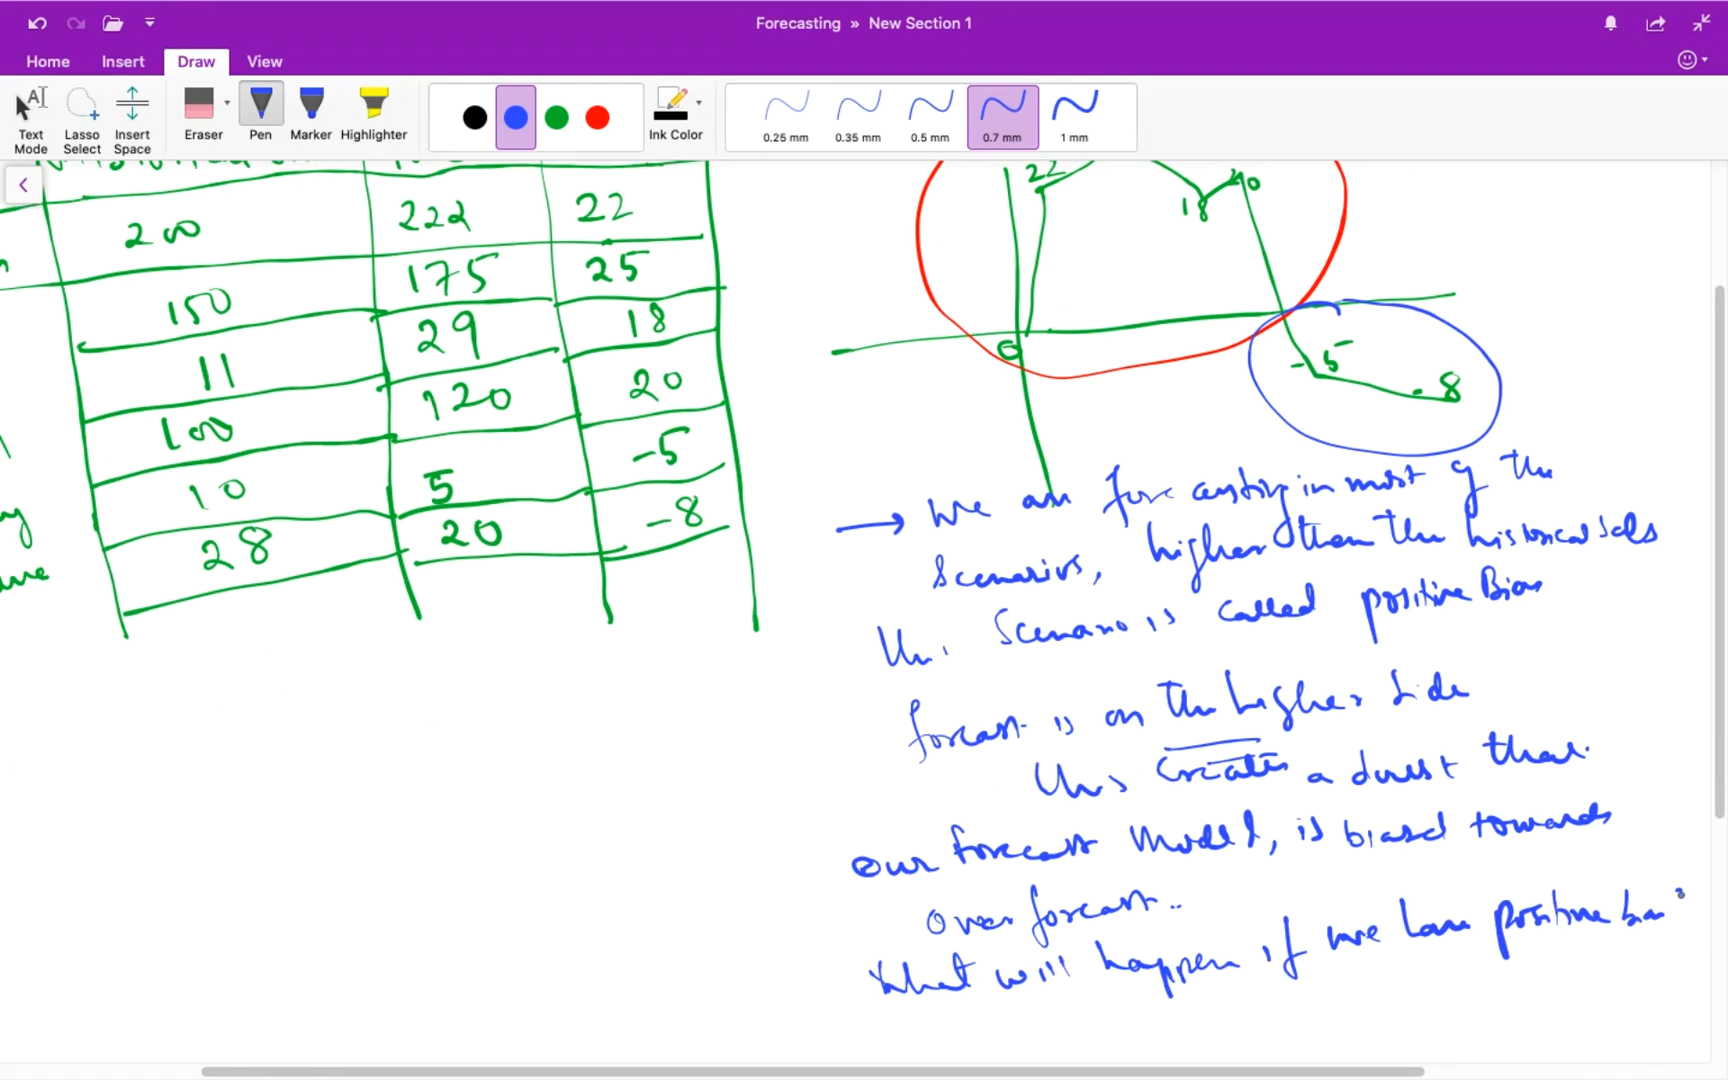 Forecasting » New Section 1
Home Insert Draw View
Text Mode
Lasso Select
Insert Space
Eraser
Pen
Marker
Highlighter
Ink Color
0.25 mm 0.35 mm 0.5 mm 0.7 mm 1 mm
200 222 22
150 175 25
11 29 18
100 120 20
10 5 -5
28 20 -8
22
18 20
0
-5
-8
→ We are forecasting in most of the
Scenarios, higher than the historical sales
This Scenario is called positive Bias
forecast is on the higher side
this creates a doubt that
our forecast model, is biased towards
over forecast..
What will happen if we have positive bias ?